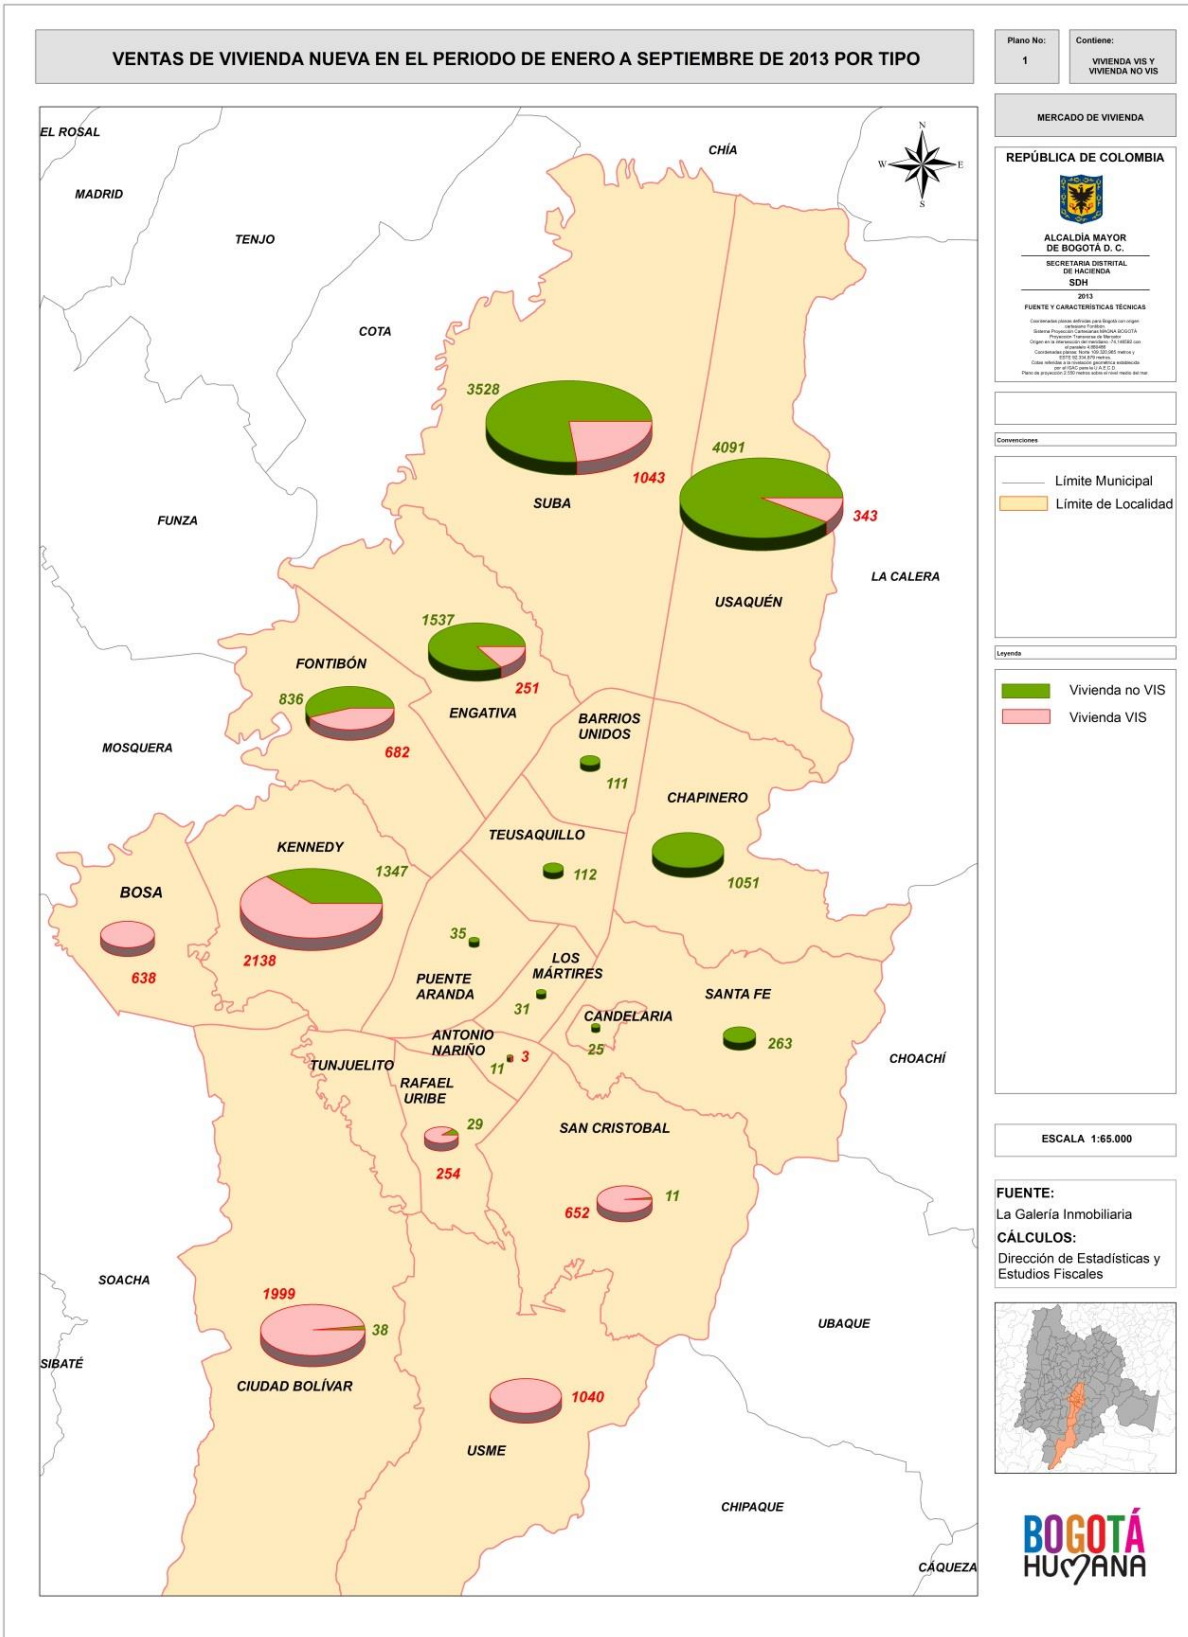 VENTAS DE VIVIENDA NUEVA EN EL PERIODO DE ENERO A SEPTIEMBRE DE 2013 POR TIPO
Plano No:
1
Contiene:
VIVIENDA VIS Y
VIVIENDA NO VIS
MERCADO DE VIVIENDA
REPÚBLICA DE COLOMBIA
ALCALDÍA MAYOR
DE BOGOTÁ D. C.
SECRETARIA DISTRITAL
DE HACIENDA
SDH
2013
FUENTE Y CARACTERÍSTICAS TÉCNICAS
Convenciones
Límite Municipal
Límite de Localidad
Leyenda
Vivienda no VIS
Vivienda VIS
ESCALA 1:65.000
FUENTE:
La Galería Inmobiliaria
CÁLCULOS:
Dirección de Estadísticas y
Estudios Fiscales
BOGOTÁ
HUMANA
EL ROSAL
MADRID
TENJO
CHÍA
N
W
E
S
COTA
3528
1043
SUBA
4091
343
USAQUÉN
FUNZA
LA CALERA
1537
251
ENGATIVA
FONTIBÓN
836
682
MOSQUERA
BARRIOS
UNIDOS
111
CHAPINERO
1051
TEUSAQUILLO
112
KENNEDY
1347
2138
BOSA
638
35
PUENTE
ARANDA
LOS
MÁRTIRES
31
CANDELARIA
25
SANTA FE
263
CHOACHÍ
ANTONIO
NARIÑO
11
3
TUNJUELITO
RAFAEL
URIBE
29
254
SAN CRISTOBAL
652
11
SOACHA
1999
38
CIUDAD BOLÍVAR
SIBATÉ
UBAQUE
1040
USME
CHIPAQUE
CÁQUEZA